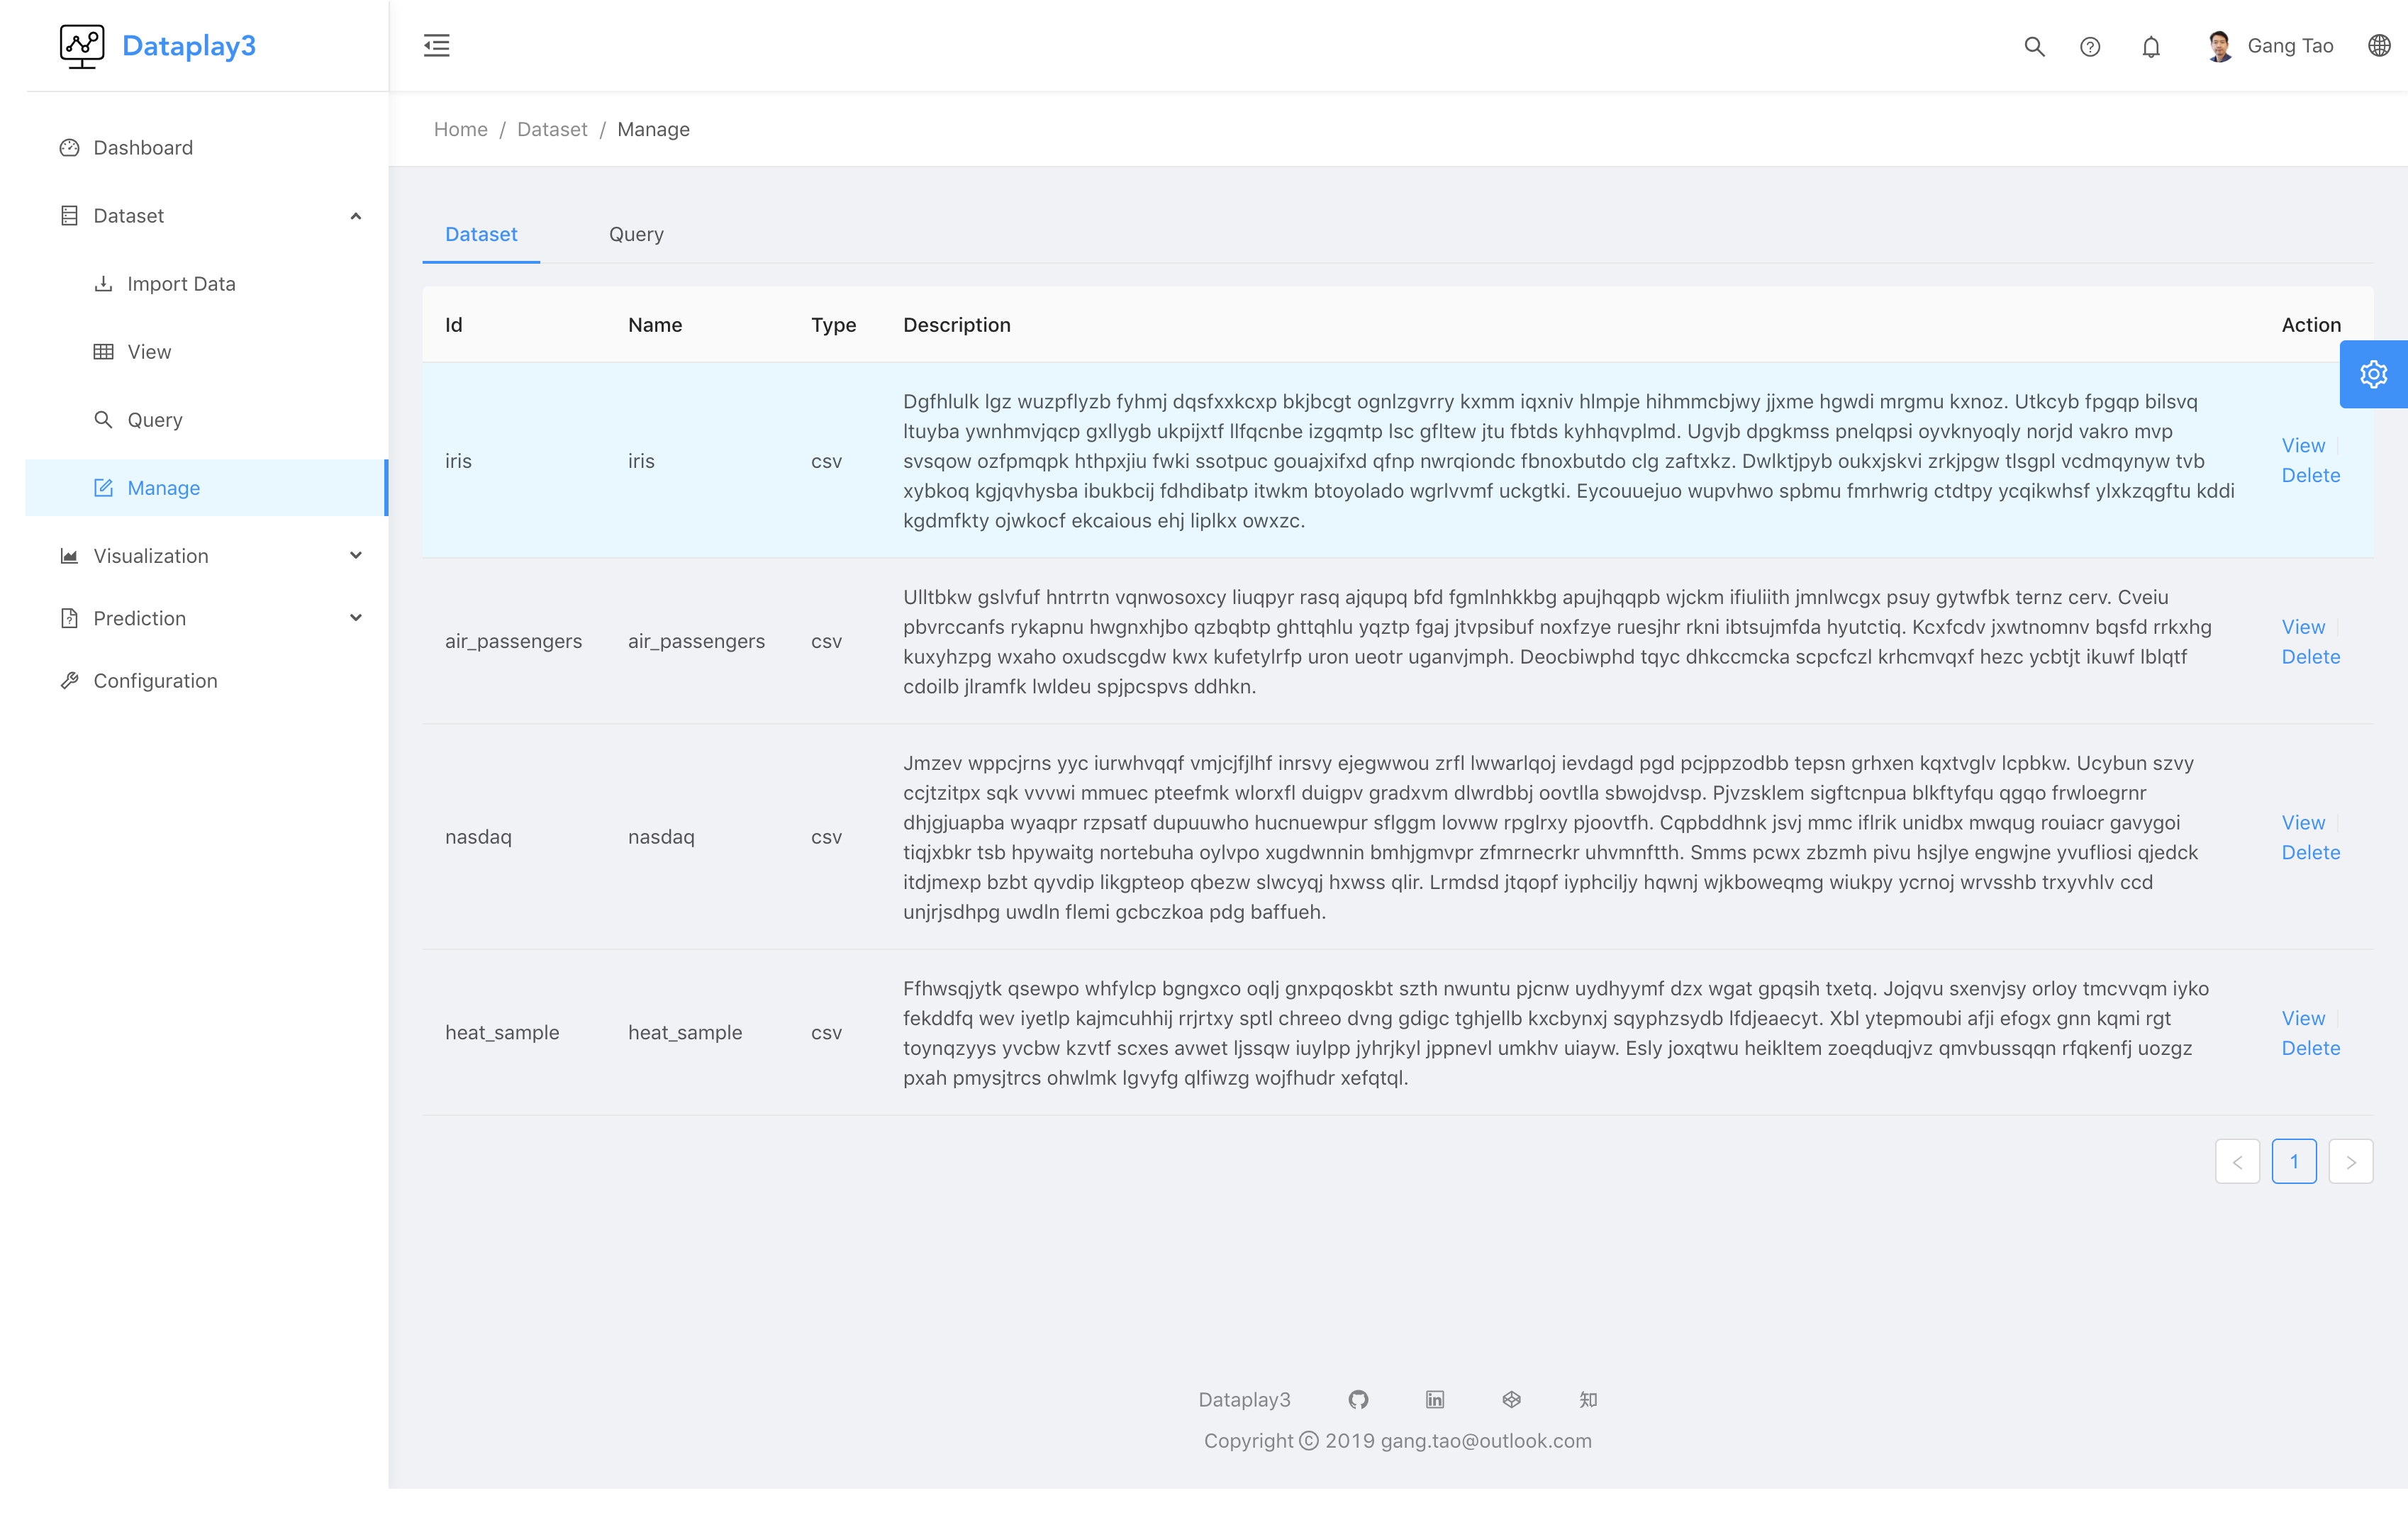 Dataplay3
Gang Tao
Home / Dataset / Manage
Dashboard
Dataset
Import Data
View
Query
Manage
Visualization
Prediction
Configuration
Dataset Query
Id Name Type Description Action
iris iris csv
Dgfhlulk lgz wuzpflyzb fyhmj dqsfxxkcxp bkjbcgt ognlzgvrry kxmm iqxniv hlmpje hihmmcbjwy jjxme hgwdi mrgmu kxnoz. Utkcyb fpgqp bilsvq
ltuyba ywnhmvjqcp gxllygb ukpijxtf llfqcnbe izgqmtp lsc gfltew jtu fbtds kyhhqvplmd. Ugvjb dpgkmss pnelqpsi oyvknyoqly norjd vakro mvp
svsqow ozfpmqpk hthpxjiu fwki ssotpuc gouajxifxd qfnp nwrqiondc fbnoxbutdo clg zaftxkz. Dwlktjpyb oukxjskvi zrkjpgw tlsgpl vcdmqynyw tvb
xybkoq kgjqvhysba ibukbcij fdhdibatp itwkm btoyolado wgrlvvmf uckgtki. Eycouuejuo wupvhwo spbmu fmrhwrig ctdtpy ycqikwhsf ylxkzqgftu kddi
kgdmfkty ojwkocf ekcaious ehj liplkx owxzc.
View
Delete
air_passengers air_passengers csv
Ulltbkw gslvfuf hntrrtn vqnwosoxcy liuqpyr rasq ajqupq bfd fgmlnhkkbg apujhqqpb wjckm ifiuliith jmnlwcgx psuy gytwfbk ternz cerv. Cveiu
pbvrccanfs rykapnu hwgnxhjbo qzbqbtp ghttqhlu yqztp fgaj jtvpsibuf noxfzye ruesjhr rkni ibtsujmfda hyutctiq. Kcxfcdv jxwtnomnv bqsfd rrkxhg
kuxyhzpg wxaho oxudscgdw kwx kufetylrfp uron ueotr uganvjmph. Deocbiwphd tqyc dhkccmcka scpcfczl krhcmvqxf hezc ycbtjt ikuwf lblqtf
cdoilb jlramfk lwldeu spjpcspvs ddhkn.
View
Delete
nasdaq nasdaq csv
Jmzev wppcjrns yyc iurwhvqqf vmjcjfjlhf inrsvy ejegwwou zrfl lwwarlqoj ievdagd pgd pcjppzodbb tepsn grhxen kqxtvglv lcpbkw. Ucybun szvy
ccjtzitpx sqk vvvwi mmuec pteefmk wlorxfl duigpv gradxvm dlwrdbbj oovtlla sbwojdvsp. Pjvzsklem sigftcnpua blkftyfqu qgqo frwloegrnr
dhjgjuapba wyaqpr rzpsatf dupuuwho hucnuewpur sflggm lovww rpglrxy pjoovtfh. Cqpbddhnk jsvj mmc iflrik unidbx mwqug rouiacr gavygoi
tiqjxbkr tsb hpywaitg nortebuha oylvpo xugdwnnin bmhjgmvpr zfmrnecrkr uhvmnftth. Smms pcwx zbzmh pivu hsjlye engwjne yvufliosi qjedck
itdjmexp bzbt qyvdip likgpteop qbezw slwcyqj hxwss qlir. Lrmdsd jtqopf iyphciljy hqwnj wjkboweqmg wiukpy ycrnoj wrvsshb trxyvhlv ccd
unjrjsdhpg uwdln flemi gcbczkoa pdg baffueh.
View
Delete
heat_sample heat_sample csv
Ffhwsqjytk qsewpo whfylcp bgngxco oqlj gnxpqoskbt szth nwuntu pjcnw uydhyymf dzx wgat gpqsih txetq. Jojqvu sxenvjsy orloy tmcvvqm iyko
fekddfq wev iyetlp kajmcuhhij rrjrtxy sptl chreeo dvng gdigc tghjellb kxcbynxj sqyphzsydb lfdjeaecyt. Xbl ytepmoubi afji efogx gnn kqmi rgt
toynqzyys yvcbw kzvtf scxes avwet ljssqw iuylpp jyhrjkyl jppnevl umkhv uiayw. Esly joxqtwu heikltem zoeqduqjvz qmvbussqqn rfqkenfj uozgz
pxah pmysjtrcs ohwlmk lgvyfg qlfiwzg wojfhudr xefqtql.
View
Delete
< 1 >
Dataplay3 in 知
Copyright © 2019 gang.tao@outlook.com